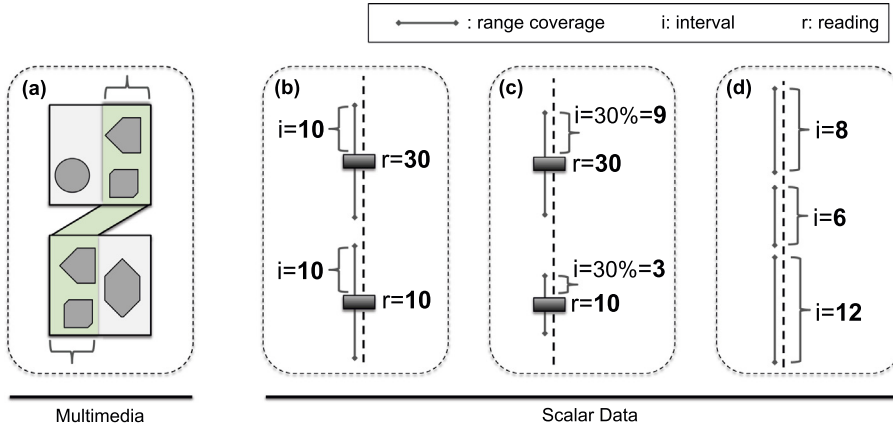 : range coverage i: interval r: reading
(a)
(b)
i=10
r=30
i=10
r=10
(c)
i=30%=9
r=30
i=30%=3
r=10
(d)
i=8
i=6
i=12
Multimedia
Scalar Data